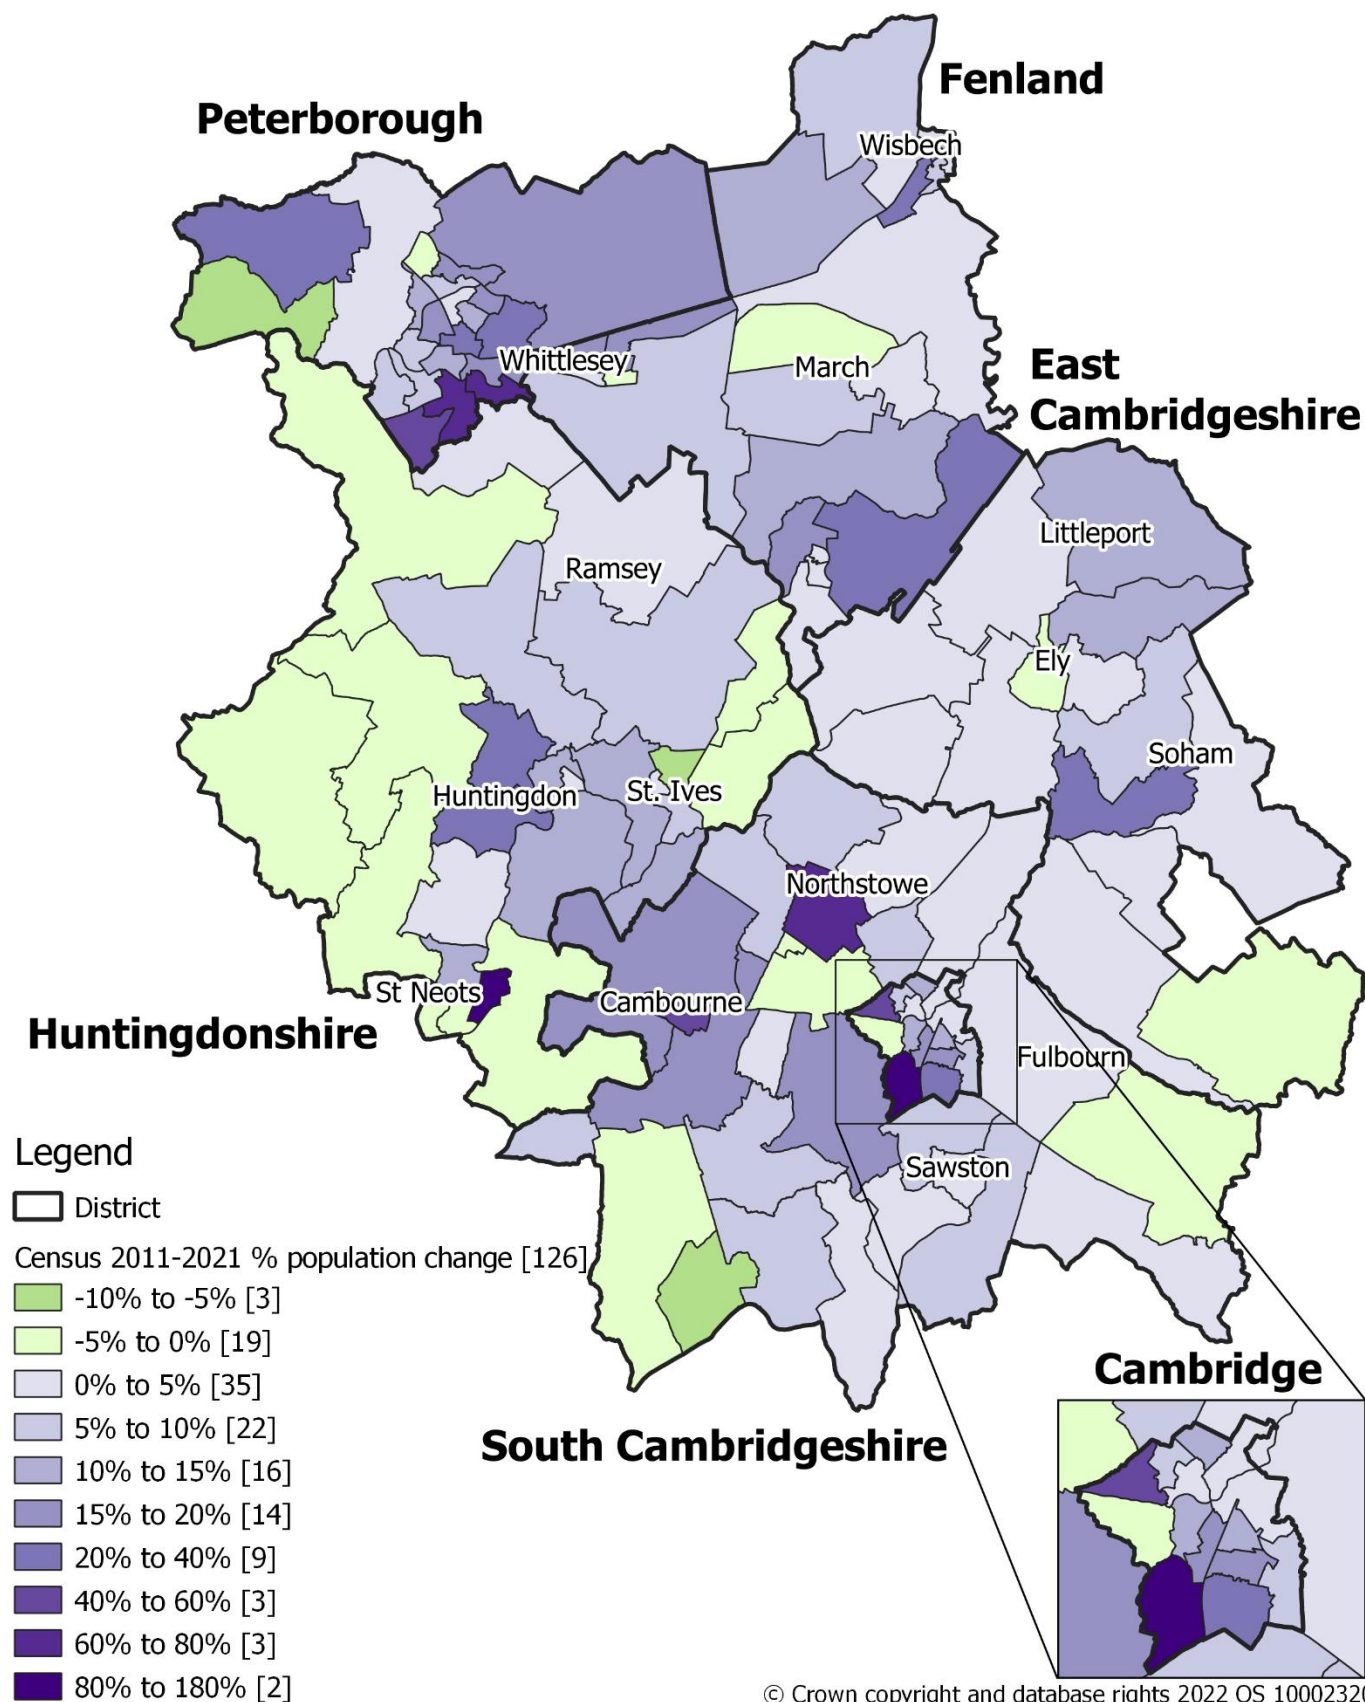 Fenland
Peterborough
Wisbech
Whittlesey
March
East
Cambridgeshire
Littleport
Ramsey
Ely
Soham
Huntingdon
St. Ives
Northstowe
St Neots
Cambourne
Huntingdonshire
Fulbourn
Sawston
Legend
District
Census 2011-2021 % population change [126]
-10% to -5% [3]
-5% to 0% [19]
0% to 5% [35]
5% to 10% [22]
10% to 15% [16]
15% to 20% [14]
20% to 40% [9]
40% to 60% [3]
60% to 80% [3]
80% to 180% [2]
Cambridge
South Cambridgeshire
© Crown copyright and database rights 2022 OS 10002320